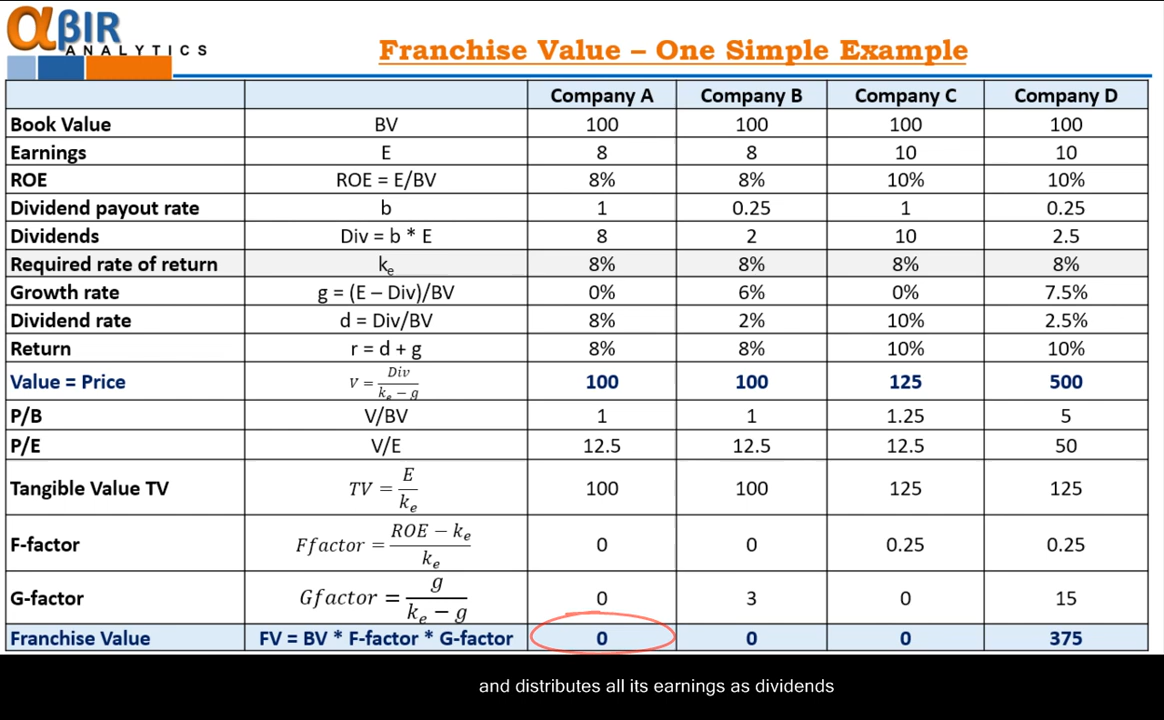 αβIR
ANALYTICS
Franchise Value – One Simple Example
Company A Company B Company C Company D
Book Value BV 100 100 100 100
Earnings E 8 8 10 10
ROE ROE = E/BV 8% 8% 10% 10%
Dividend payout rate b 1 0.25 1 0.25
Dividends Div = b * E 8 2 10 2.5
Required rate of return kₑ 8% 8% 8% 8%
Growth rate g = (E – Div)/BV 0% 6% 0% 7.5%
Dividend rate d = Div/BV 8% 2% 10% 2.5%
Return r = d + g 8% 8% 10% 10%
Value = Price V = Div / (kₑ − g) 100 100 125 500
P/B V/BV 1 1 1.25 5
P/E V/E 12.5 12.5 12.5 50
Tangible Value TV TV = E / kₑ 100 100 125 125
F-factor Ffactor = (ROE − kₑ) / kₑ 0 0 0.25 0.25
G-factor Gfactor = g / (kₑ − g) 0 3 0 15
Franchise Value FV = BV * F-factor * G-factor 0 0 0 375
and distributes all its earnings as dividends